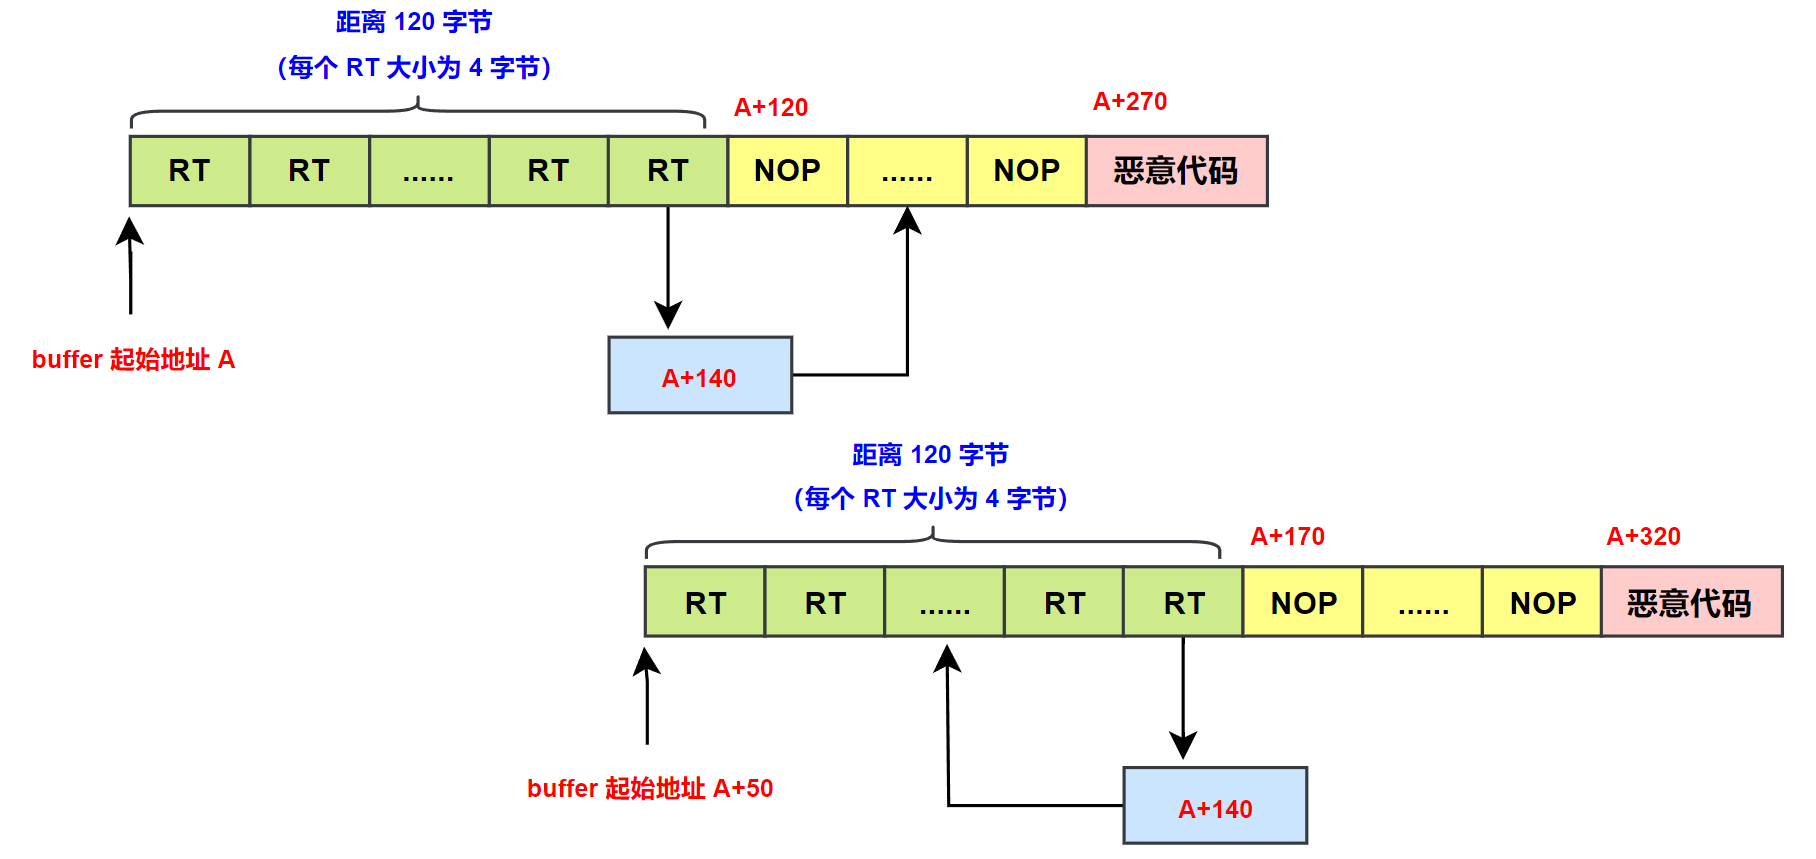 距离 120 字节
（每个 RT 大小为 4 字节）
A+120
A+270
RT RT ...... RT RT NOP ...... NOP 恶意代码
buffer 起始地址 A
A+140
距离 120 字节
（每个 RT 大小为 4 字节）
A+170
A+320
RT RT ...... RT RT NOP ...... NOP 恶意代码
buffer 起始地址 A+50
A+140